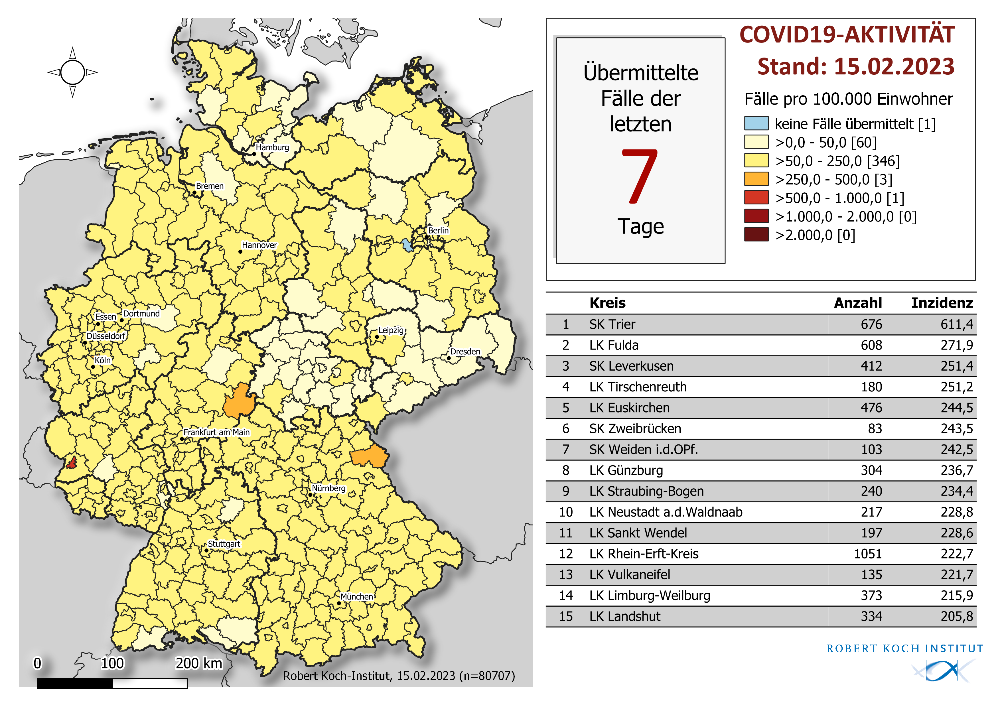 COVID19-AKTIVITÄT
Stand: 15.02.2023
Übermittelte
Fälle der
letzten
7
Tage
Fälle pro 100.000 Einwohner
keine Fälle übermittelt [1]
>0,0 - 50,0 [60]
>50,0 - 250,0 [346]
>250,0 - 500,0 [3]
>500,0 - 1.000,0 [1]
>1.000,0 - 2.000,0 [0]
>2.000,0 [0]
Hamburg
Bremen
Berlin
Hannover
Essen
Dortmund
Düsseldorf
Leipzig
Dresden
Köln
Frankfurt am Main
Nürnberg
Stuttgart
München
0 100 200 km
Robert Koch-Institut, 15.02.2023 (n=80707)
Kreis Anzahl Inzidenz
1 SK Trier 676 611,4
2 LK Fulda 608 271,9
3 SK Leverkusen 412 251,4
4 LK Tirschenreuth 180 251,2
5 LK Euskirchen 476 244,5
6 SK Zweibrücken 83 243,5
7 SK Weiden i.d.OPf. 103 242,5
8 LK Günzburg 304 236,7
9 LK Straubing-Bogen 240 234,4
10 LK Neustadt a.d.Waldnaab 217 228,8
11 LK Sankt Wendel 197 228,6
12 LK Rhein-Erft-Kreis 1051 222,7
13 LK Vulkaneifel 135 221,7
14 LK Limburg-Weilburg 373 215,9
15 LK Landshut 334 205,8
ROBERT KOCH INSTITUT